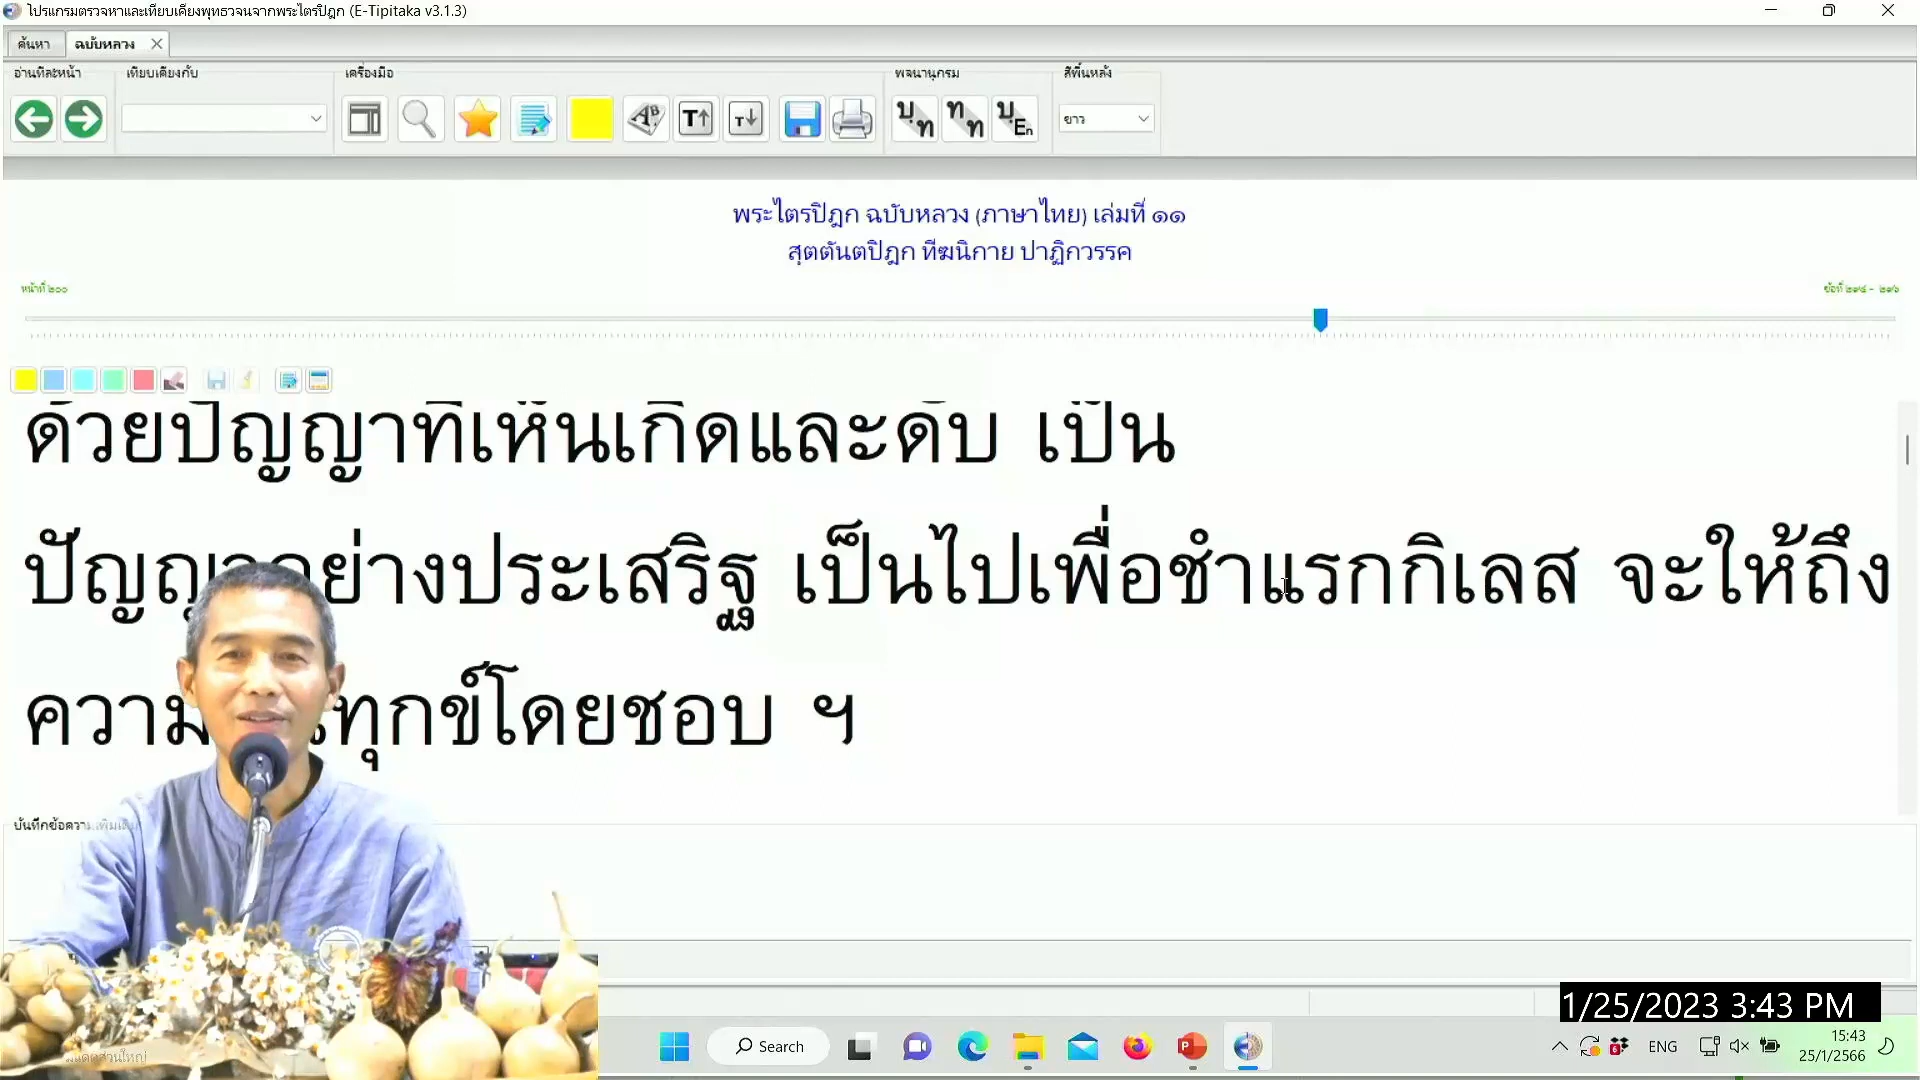 โปรแกรมตรวจหาและเทียบเคียงพุทธวจนจากพระไตรปิฎก (E-Tipitaka v3.1.3)
ค้นหา ฉบับหลวง
อ่านทีละหน้า เทียบเคียงกับ เครื่องมือ พจนานุกรม สีพื้นหลัง
ขาว
พระไตรปิฎก ฉบับหลวง (ภาษาไทย) เล่มที่ ๑๑
สุตตันตปิฎก ทีฆนิกาย ปาฏิกวรรค
หน้าที่ ๒๐๐
ด้วยปัญญาที่เห็นเกิดและดับ เป็น
อย่างประเสริฐ เป็นไปเพื่อชำแรกกิเลส จะให้ถึง
ทุกข์โดยชอบ ฯ
บันทึกข้อความเพิ่มเติม
1/25/2023 3:43 PM
Search
ENG
15:43
25/1/2566